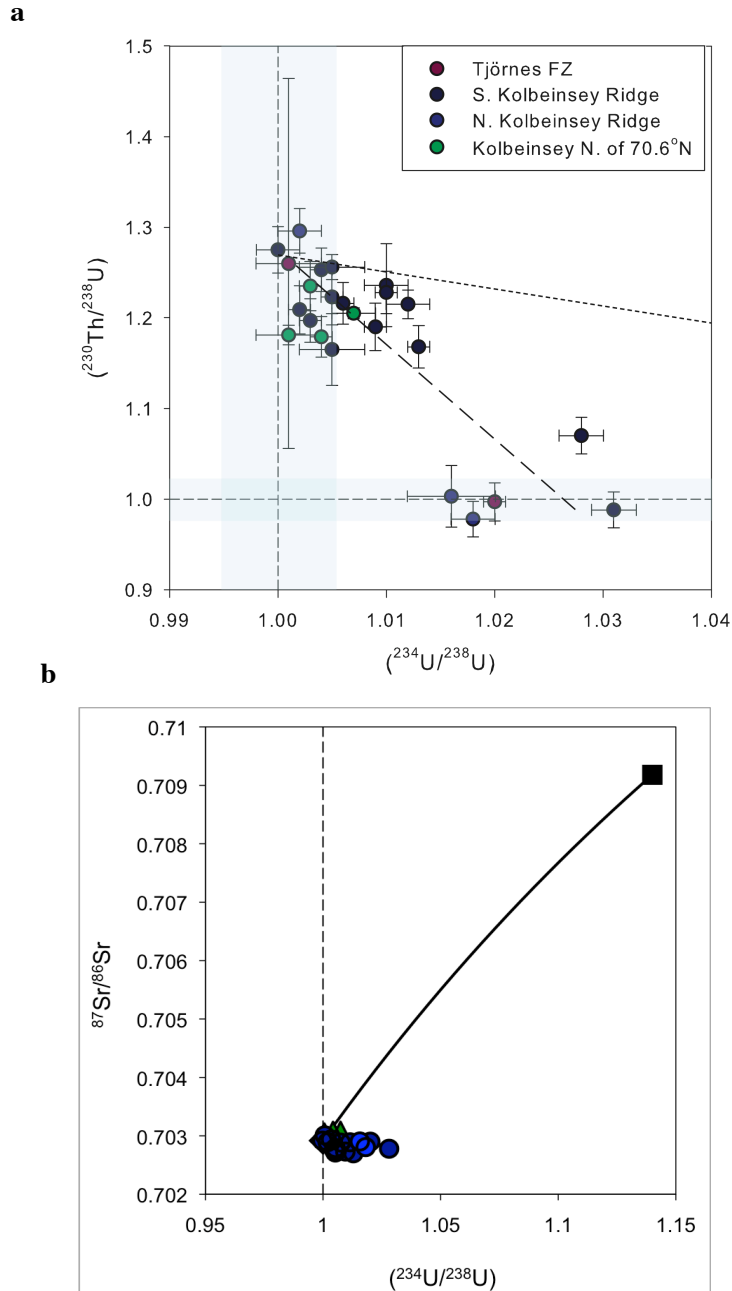 a
1.5
1.4
1.3
1.2
1.1
1.0
0.9
(²³⁰Th/²³⁸U)
Tjörnes FZ
S. Kolbeinsey Ridge
N. Kolbeinsey Ridge
Kolbeinsey N. of 70.6°N
0.99 1.00 1.01 1.02 1.03 1.04
(²³⁴U/²³⁸U)
b
0.71
0.709
0.708
0.707
0.706
0.705
0.704
0.703
0.702
⁸⁷Sr/⁸⁶Sr
0.95 1 1.05 1.1 1.15
(²³⁴U/²³⁸U)